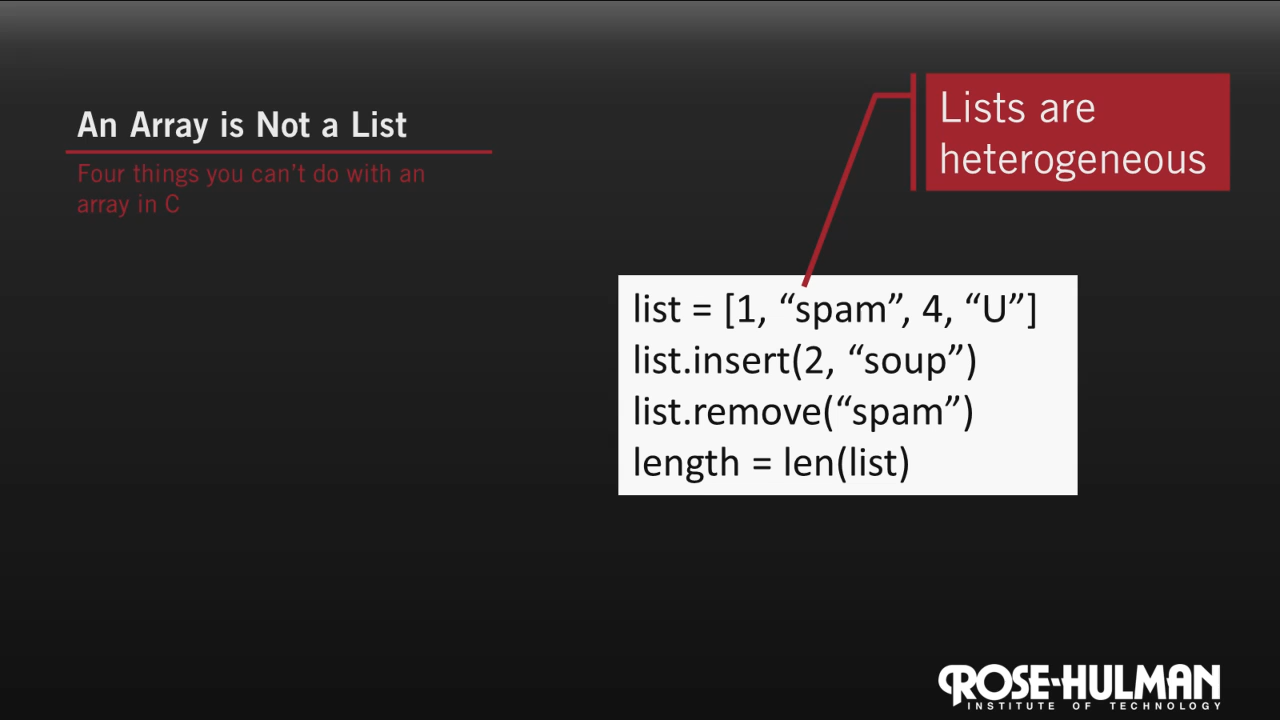 An Array is Not a List
Four things you can't do with an
array in C
Lists are
heterogeneous
list = [1, “spam”, 4, “U”]
list.insert(2, “soup”)
list.remove(“spam”)
length = len(list)
ROSE-HULMAN
INSTITUTE OF TECHNOLOGY